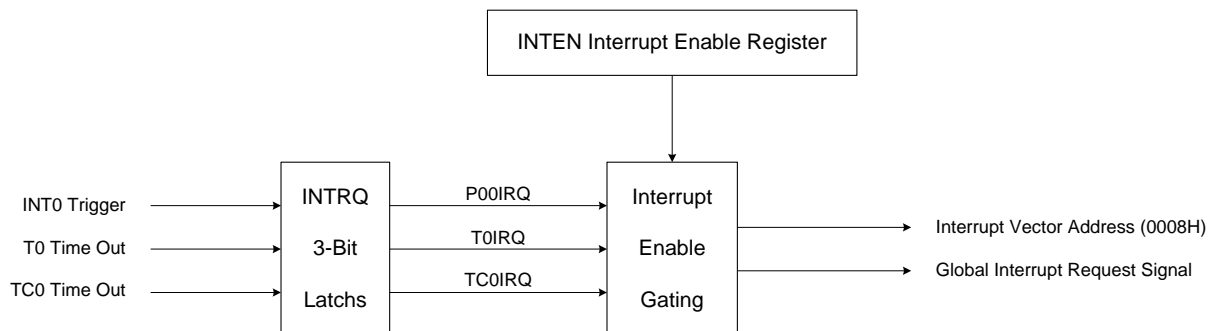 INTEN Interrupt Enable Register
INT0 Trigger
T0 Time Out
TC0 Time Out
INTRQ
3-Bit
Latchs
P00IRQ
T0IRQ
TC0IRQ
Interrupt
Enable
Gating
Interrupt Vector Address (0008H)
Global Interrupt Request Signal